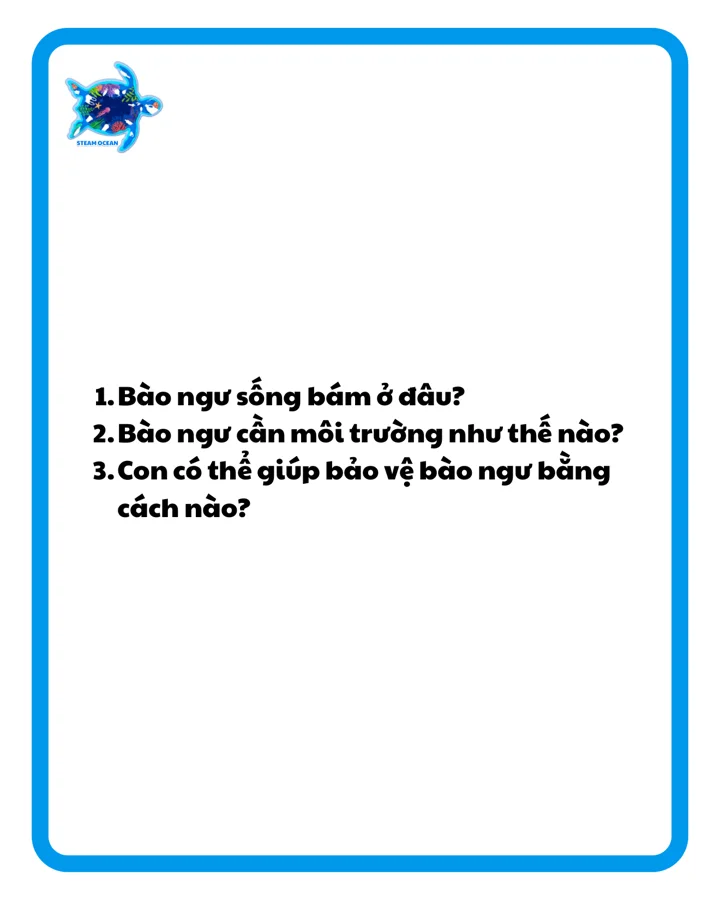 STEAM OCEAN
1. Bào ngư sống bám ở đâu?
2. Bào ngư cần môi trường như thế nào?
3. Con có thể giúp bảo vệ bào ngư bằng
cách nào?